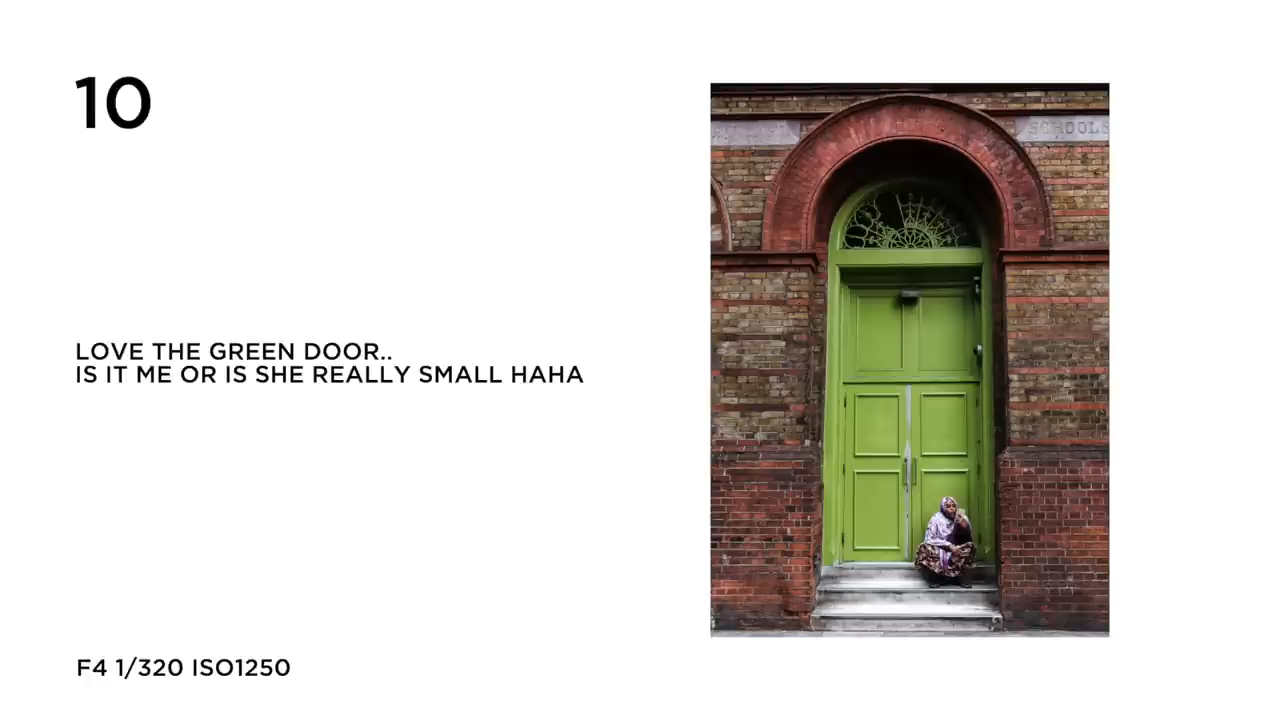 10
LOVE THE GREEN DOOR..
IS IT ME OR IS SHE REALLY SMALL HAHA
F4 1/320 ISO1250
SCHOOLS